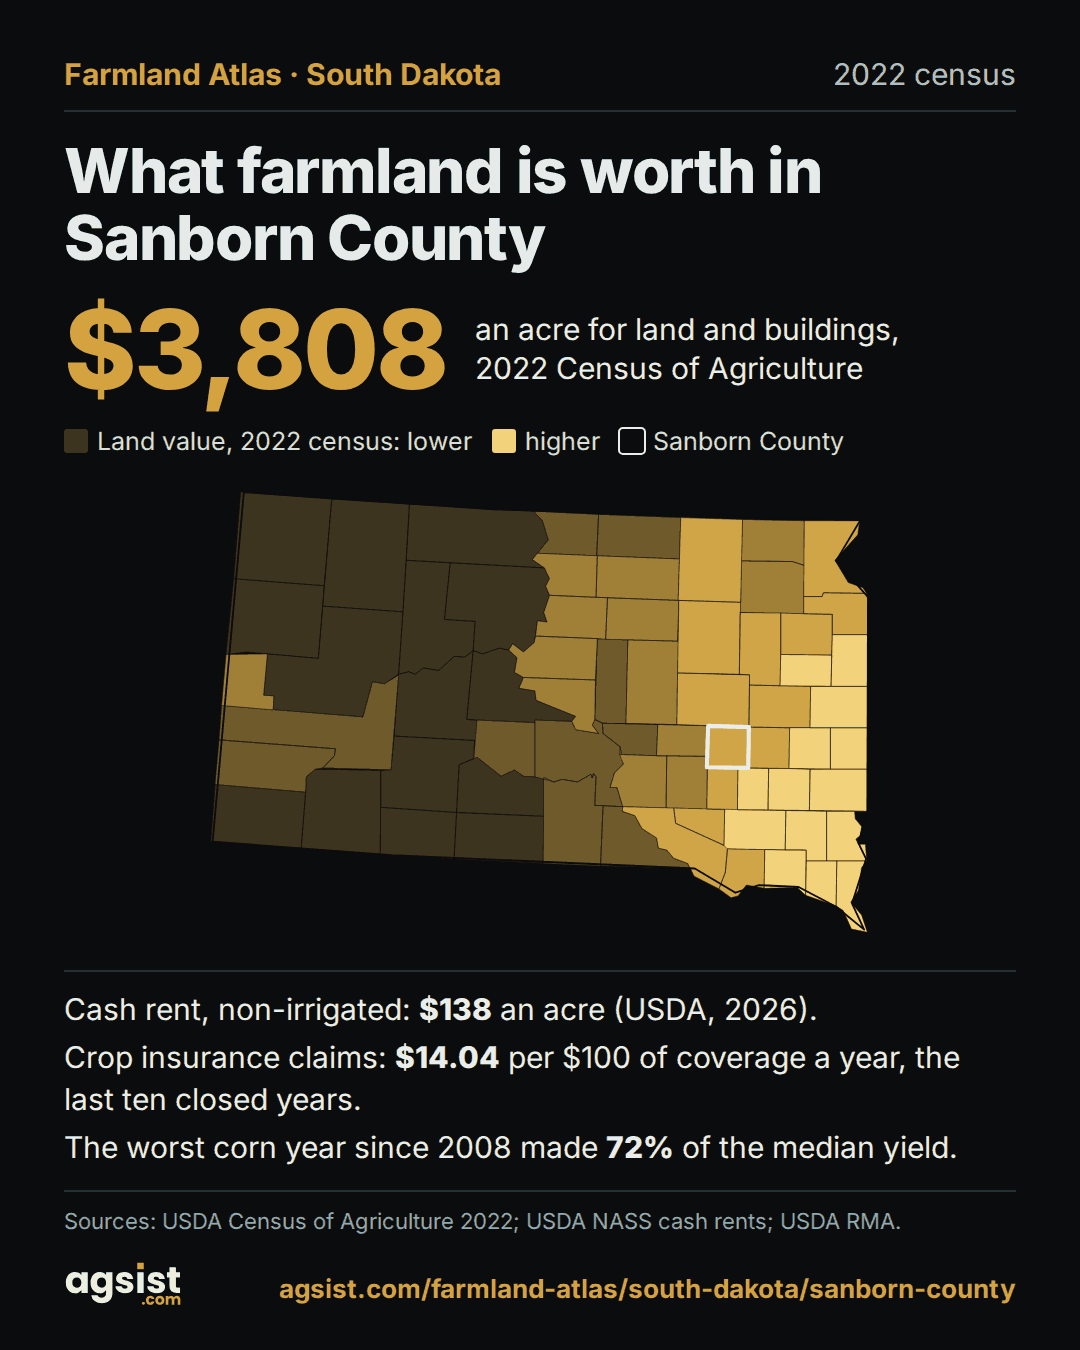 Farmland Atlas · South Dakota
2022 census
What farmland is worth in
Sanborn County
$3,808
an acre for land and buildings,
2022 Census of Agriculture
Land value, 2022 census: lower
higher
Sanborn County
Cash rent, non-irrigated: $138 an acre (USDA, 2026).
Crop insurance claims: $14.04 per $100 of coverage a year, the
last ten closed years.
The worst corn year since 2008 made 72% of the median yield.
Sources: USDA Census of Agriculture 2022; USDA NASS cash rents; USDA RMA.
agsist
.com
agsist.com/farmland-atlas/south-dakota/sanborn-county